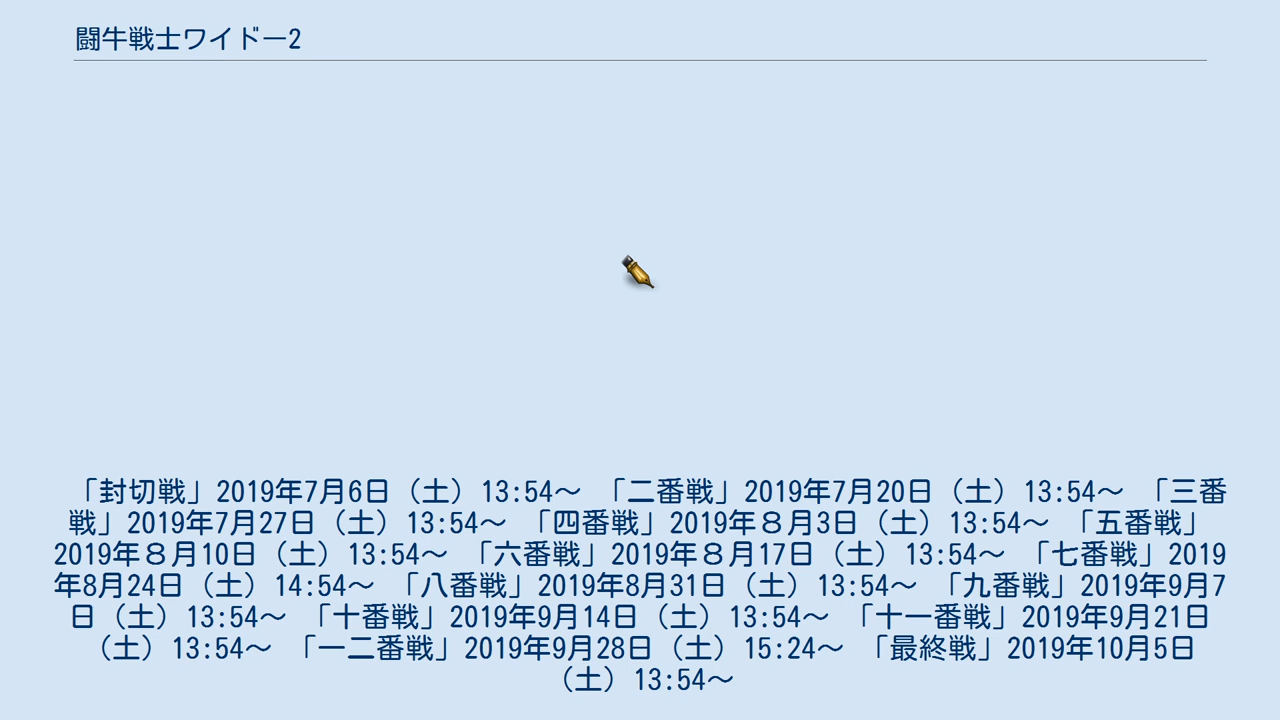 闘牛戦士ワイドー2
「封切戦」2019年7月6日（土）13:54～　「二番戦」2019年7月20日（土）13:54～　「三番
戦」2019年7月27日（土）13:54～　「四番戦」2019年８月3日（土）13:54～　「五番戦」
2019年８月10日（土）13:54～　「六番戦」2019年８月17日（土）13:54～　「七番戦」2019
年8月24日（土）14:54～　「八番戦」2019年8月31日（土）13:54～　「九番戦」2019年9月7
日（土）13:54～　「十番戦」2019年9月14日（土）13:54～　「十一番戦」2019年9月21日
（土）13:54～　「一二番戦」2019年9月28日（土）15:24～　「最終戦」2019年10月5日
（土）13:54～